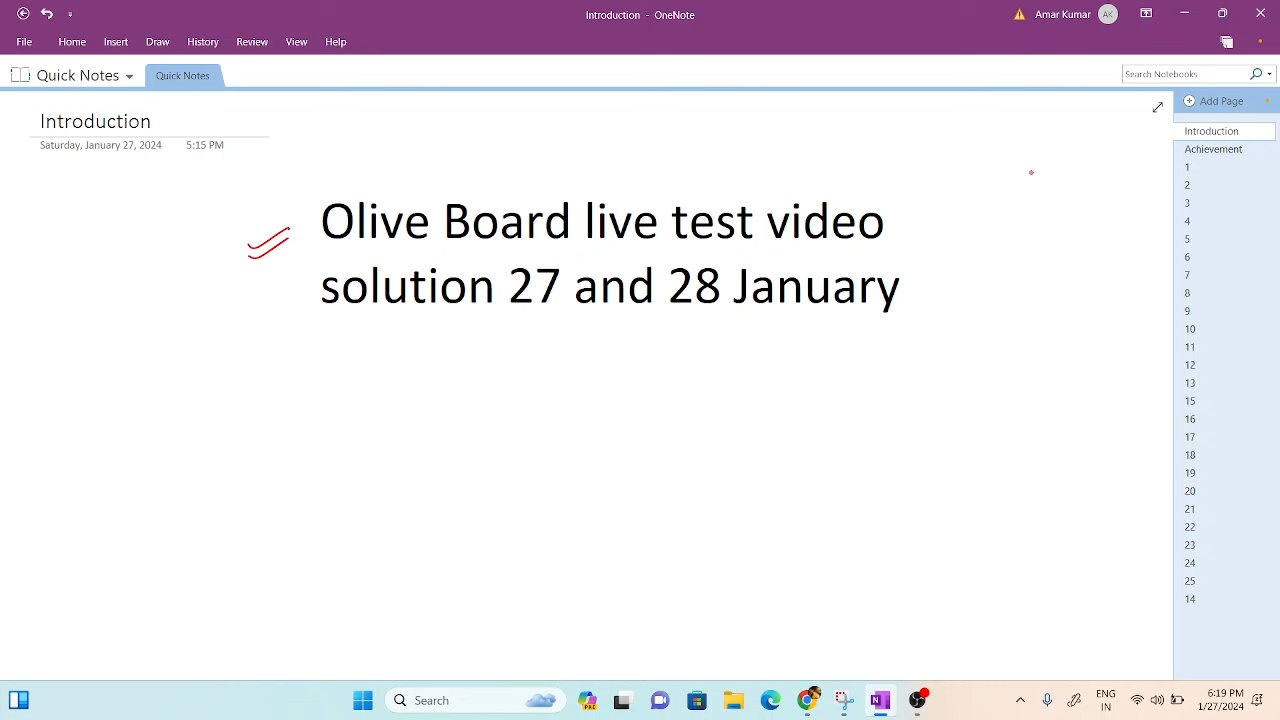 Introduction - OneNote
Amar Kumar AK
File Home Insert Draw History Review View Help
Quick Notes Quick Notes Search Notebooks
Introduction
Saturday, January 27, 2024 5:15 PM
Olive Board live test video
solution 27 and 28 January
Add Page
Introduction
Achievement
1
2
3
4
5
6
7
8
9
10
11
12
13
15
16
17
18
19
20
21
22
23
24
25
14
Search
PRE
ENG
IN
6:19 PM
1/27/2024